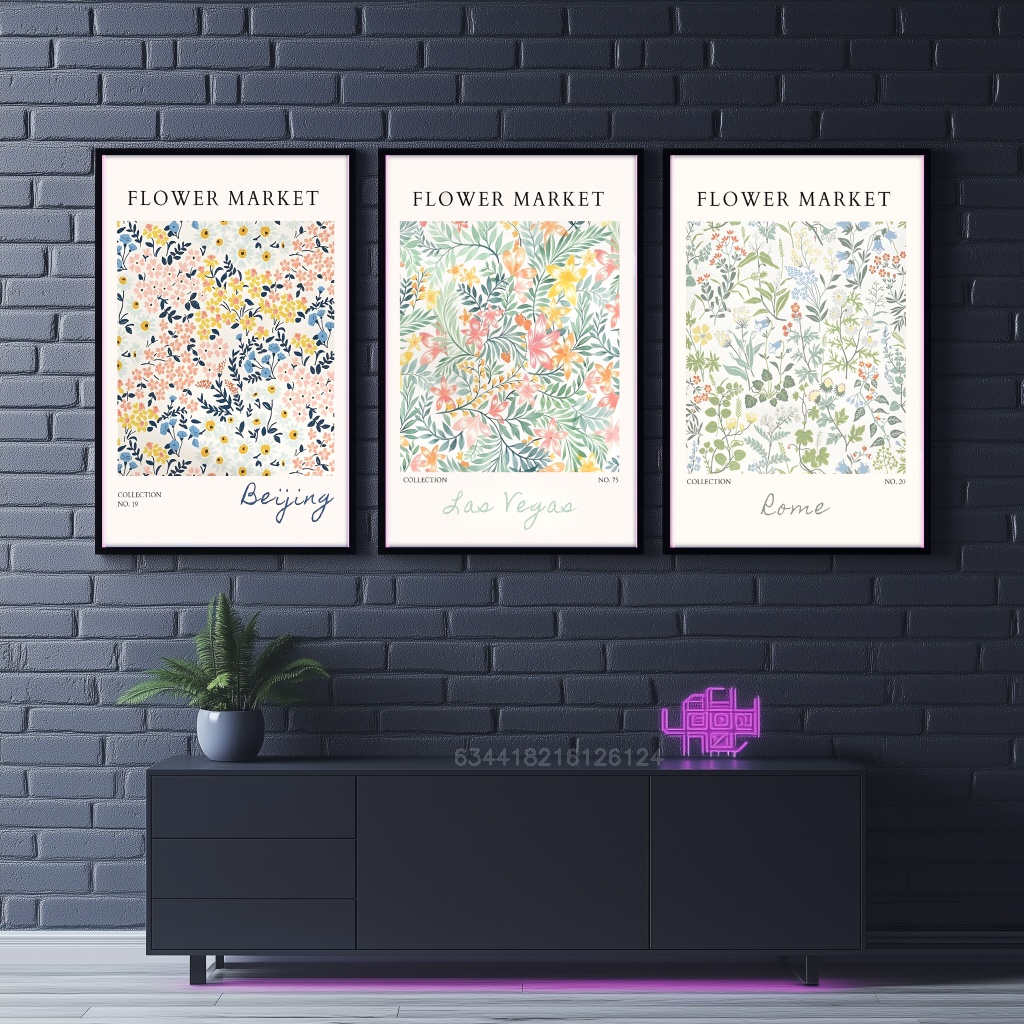 FLOWER MARKET
COLLECTION
NO. 19
Beijing
FLOWER MARKET
COLLECTION
NO. 75
Las Vegas
FLOWER MARKET
COLLECTION
NO. 20
Rome
634418216126124